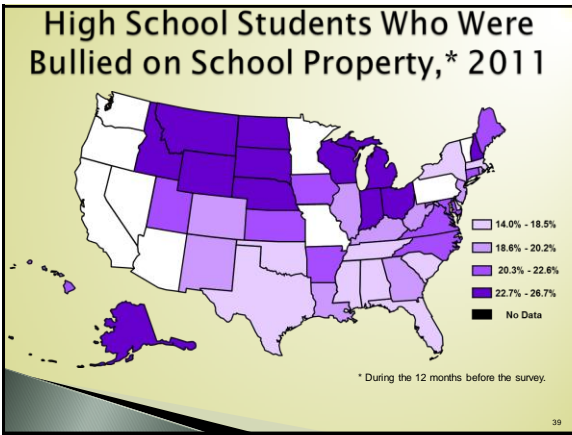 High School Students Who Were
Bullied on School Property,* 2011
14.0% - 18.5%
18.6% - 20.2%
20.3% - 22.6%
22.7% - 26.7%
No Data
* During the 12 months before the survey.
39